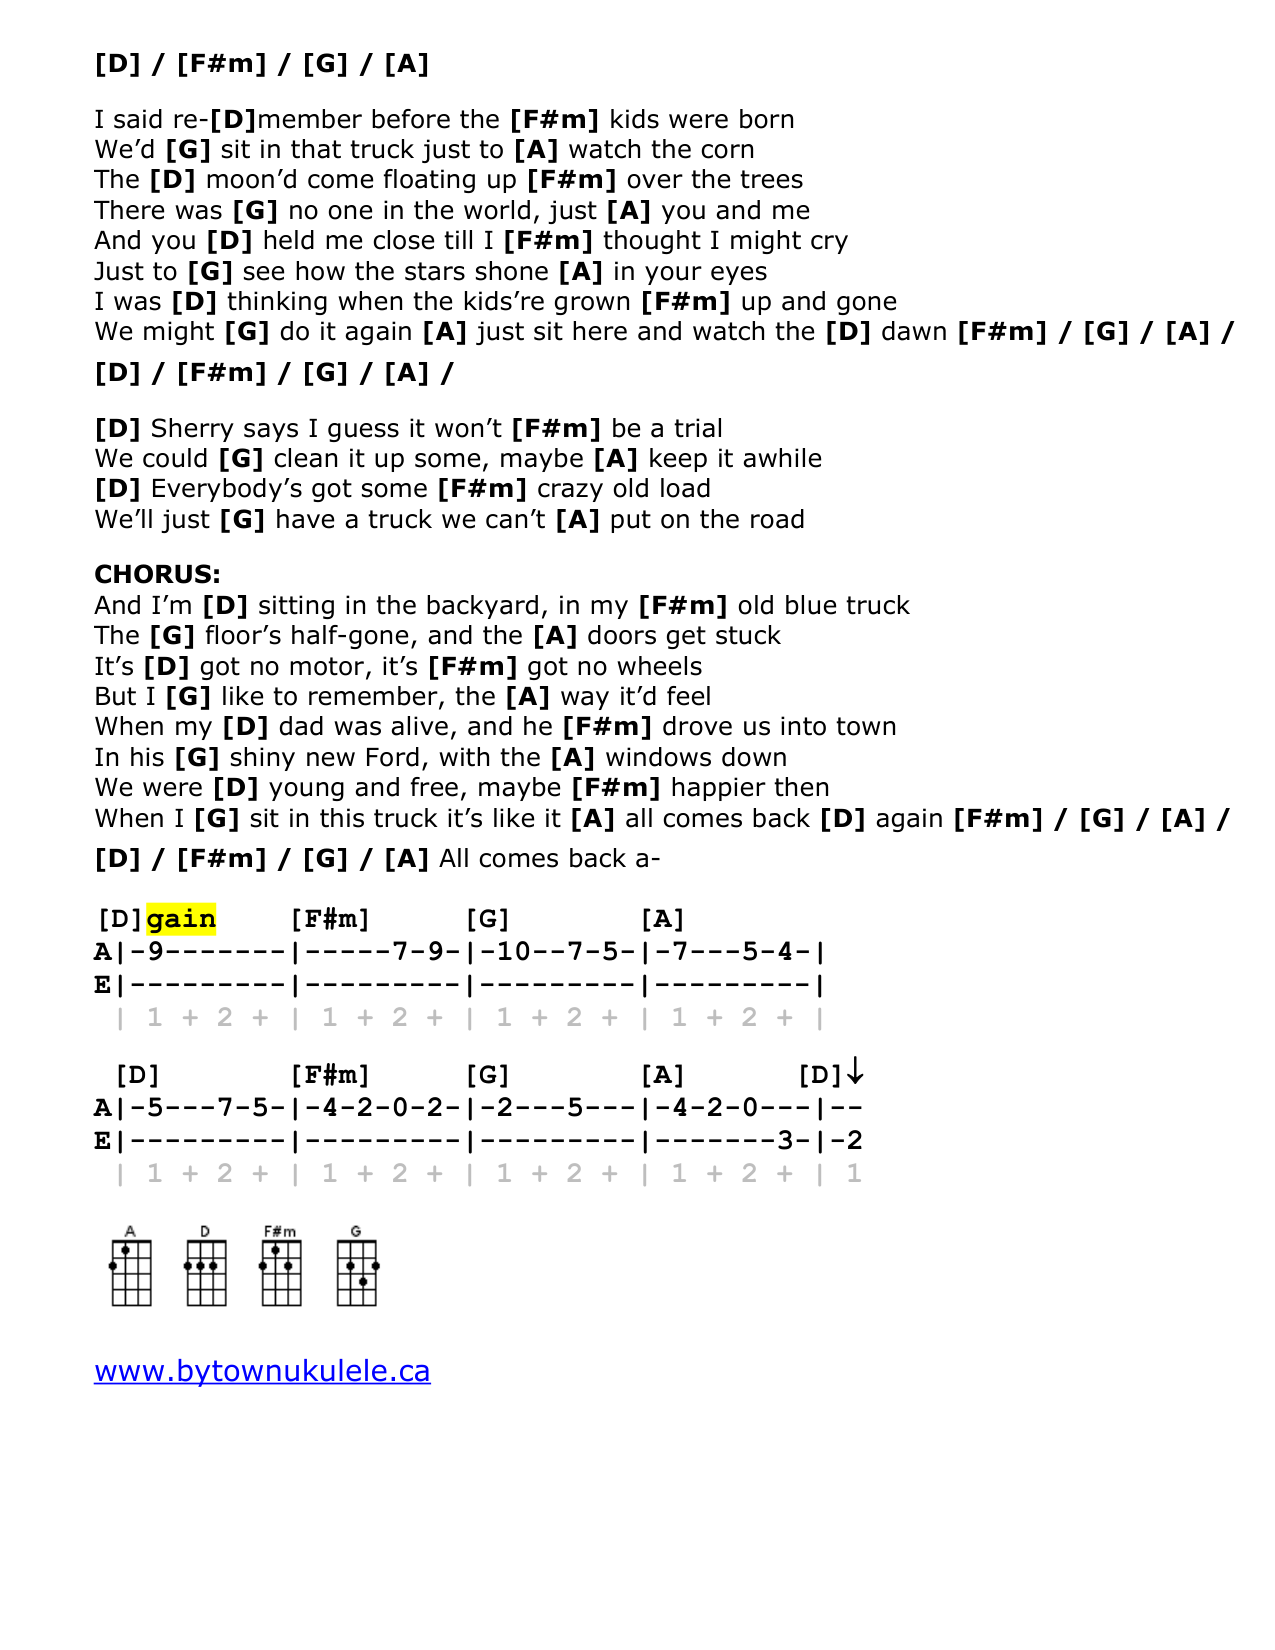 [D] / [F#m] / [G] / [A]
I said re-[D]member before the [F#m] kids were born
We’d [G] sit in that truck just to [A] watch the corn
The [D] moon’d come floating up [F#m] over the trees
There was [G] no one in the world, just [A] you and me
And you [D] held me close till I [F#m] thought I might cry
Just to [G] see how the stars shone [A] in your eyes
I was [D] thinking when the kids’re grown [F#m] up and gone
We might [G] do it again [A] just sit here and watch the [D] dawn [F#m] / [G] / [A] /
[D] / [F#m] / [G] / [A] /
[D] Sherry says I guess it won’t [F#m] be a trial
We could [G] clean it up some, maybe [A] keep it awhile
[D] Everybody’s got some [F#m] crazy old load
We’ll just [G] have a truck we can’t [A] put on the road
CHORUS:
And I’m [D] sitting in the backyard, in my [F#m] old blue truck
The [G] floor’s half-gone, and the [A] doors get stuck
It’s [D] got no motor, it’s [F#m] got no wheels
But I [G] like to remember, the [A] way it’d feel
When my [D] dad was alive, and he [F#m] drove us into town
In his [G] shiny new Ford, with the [A] windows down
We were [D] young and free, maybe [F#m] happier then
When I [G] sit in this truck it’s like it [A] all comes back [D] again [F#m] / [G] / [A] /
[D] / [F#m] / [G] / [A] All comes back a-
[D]gain [F#m] [G] [A]
A|-9-------|-----7-9-|-10--7-5-|-7---5-4-|
E|---------|---------|---------|---------|
| 1 + 2 + | 1 + 2 + | 1 + 2 + | 1 + 2 + |
[D] [F#m] [G] [A] [D]↓
A|-5---7-5-|-4-2-0-2-|-2---5---|-4-2-0---|--
E|---------|---------|---------|-------3-|-2
| 1 + 2 + | 1 + 2 + | 1 + 2 + | 1 + 2 + | 1
A D F#m G
www.bytownukulele.ca